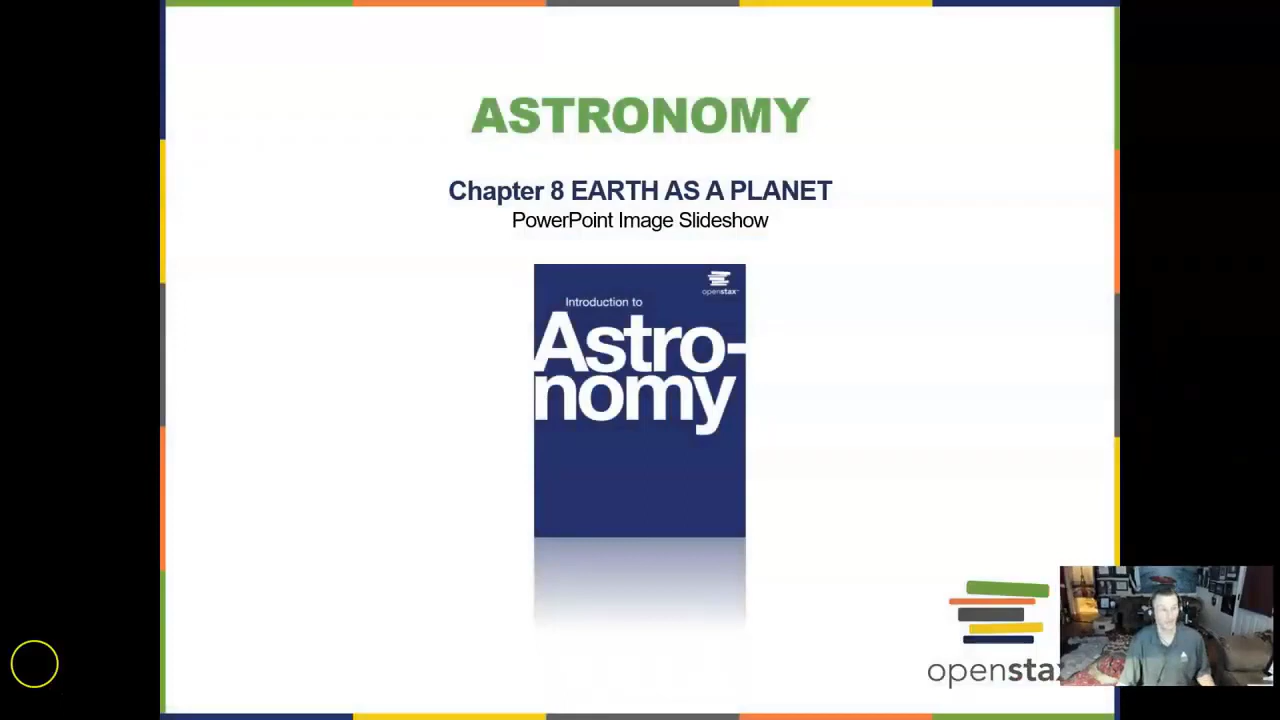 ASTRONOMY
Chapter 8 EARTH AS A PLANET
PowerPoint Image Slideshow
openstax
Introduction to
Astro-
nomy
openstax